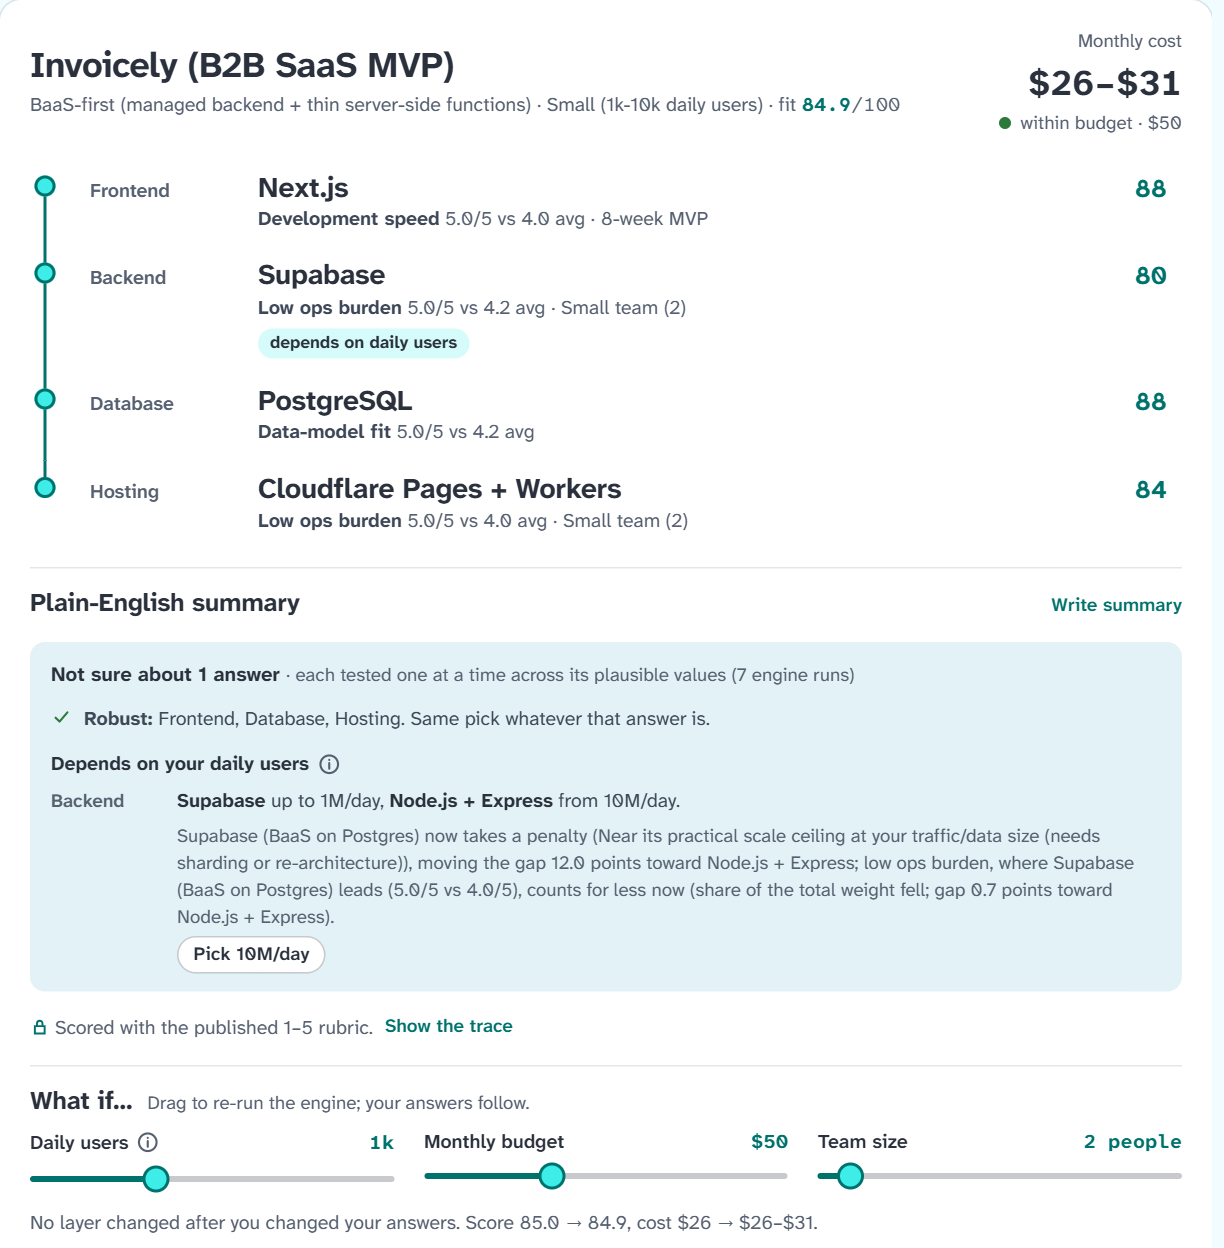 Invoicely (B2B SaaS MVP)
BaaS-first (managed backend + thin server-side functions) · Small (1k-10k daily users) · fit 84.9/100
Monthly cost
$26–$31
within budget · $50
Frontend
Next.js
88
Development speed 5.0/5 vs 4.0 avg · 8-week MVP
Backend
Supabase
80
Low ops burden 5.0/5 vs 4.2 avg · Small team (2)
depends on daily users
Database
PostgreSQL
88
Data-model fit 5.0/5 vs 4.2 avg
Hosting
Cloudflare Pages + Workers
84
Low ops burden 5.0/5 vs 4.0 avg · Small team (2)
Plain-English summary
Write summary
Not sure about 1 answer · each tested one at a time across its plausible values (7 engine runs)
Robust: Frontend, Database, Hosting. Same pick whatever that answer is.
Depends on your daily users
Backend
Supabase up to 1M/day, Node.js + Express from 10M/day.
Supabase (BaaS on Postgres) now takes a penalty (Near its practical scale ceiling at your traffic/data size (needs
sharding or re-architecture)), moving the gap 12.0 points toward Node.js + Express; low ops burden, where Supabase
(BaaS on Postgres) leads (5.0/5 vs 4.0/5), counts for less now (share of the total weight fell; gap 0.7 points toward
Node.js + Express).
Pick 10M/day
Scored with the published 1–5 rubric. Show the trace
What if... Drag to re-run the engine; your answers follow.
Daily users
1k
Monthly budget
$50
Team size
2 people
No layer changed after you changed your answers. Score 85.0 → 84.9, cost $26 → $26–$31.